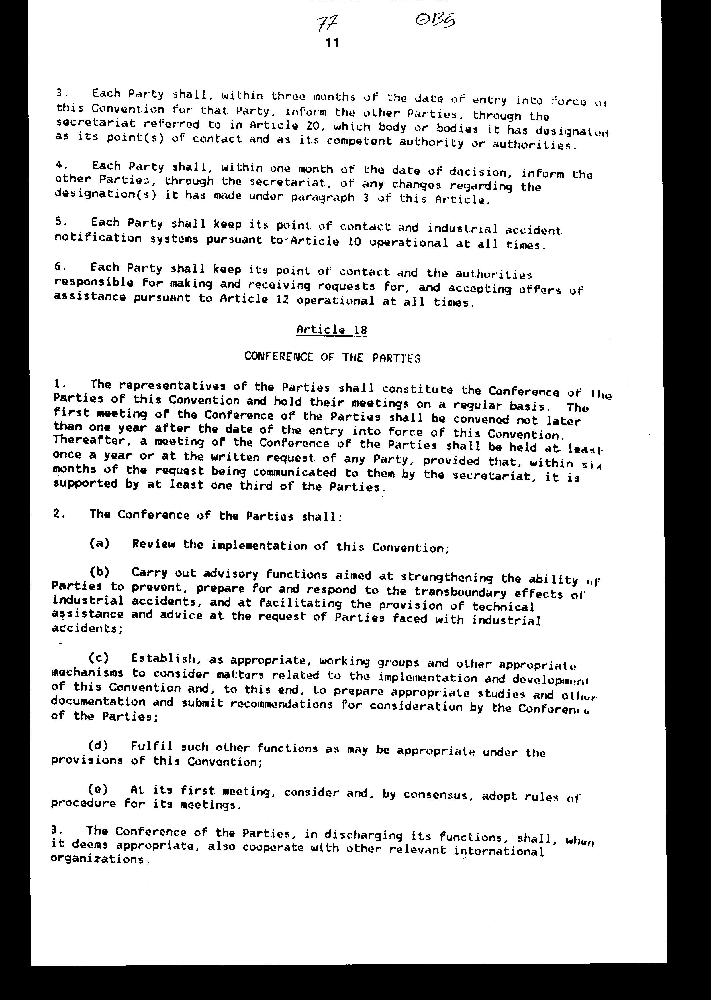 77 OBS
11
3. Each Party shall, within three months of the date of entry into force of
this Convention for that Party, inform the other Parties, through the
secretariat referred to in Article 20, which body or bodies it has designated
as its point(s) of contact and as its competent authority or authorities.
4. Each Party shall, within one month of the date of decision, inform the
other Parties, through the secretariat, of any changes regarding the
designation(s) it has made under paragraph 3 of this Article.
5. Each Party shall keep its point of contact and industrial accident
notification systems pursuant to Article 10 operational at all times.
6. Each Party shall keep its point of contact and the authorities
responsible for making and receiving requests for, and accepting offers of
assistance pursuant to Article 12 operational at all times.
Article 18
CONFERENCE OF THE PARTIES
1. The representatives of the Parties shall constitute the Conference of the
Parties of this Convention and hold their meetings on a regular basis. The
first meeting of the Conference of the Parties shall be convened not later
than one year after the date of the entry into force of this Convention.
Thereafter, a meeting of the Conference of the Parties shall be held at least
once a year or at the written request of any Party, provided that, within six
months of the request being communicated to them by the secretariat, it is
supported by at least one third of the Parties.
2. The Conference of the Parties shall:
(a) Review the implementation of this Convention;
(b) Carry out advisory functions aimed at strengthening the ability of
Parties to prevent, prepare for and respond to the transboundary effects of
industrial accidents, and at facilitating the provision of technical
assistance and advice at the request of Parties faced with industrial
accidents;
(c) Establish, as appropriate, working groups and other appropriate
mechanisms to consider matters related to the implementation and development
of this Convention and, to this end, to prepare appropriate studies and other
documentation and submit recommendations for consideration by the Conference
of the Parties;
(d) Fulfil such other functions as may be appropriate under the
provisions of this Convention;
(e) At its first meeting, consider and, by consensus, adopt rules of
procedure for its meetings.
3. The Conference of the Parties, in discharging its functions, shall, when
it deems appropriate, also cooperate with other relevant international
organizations.